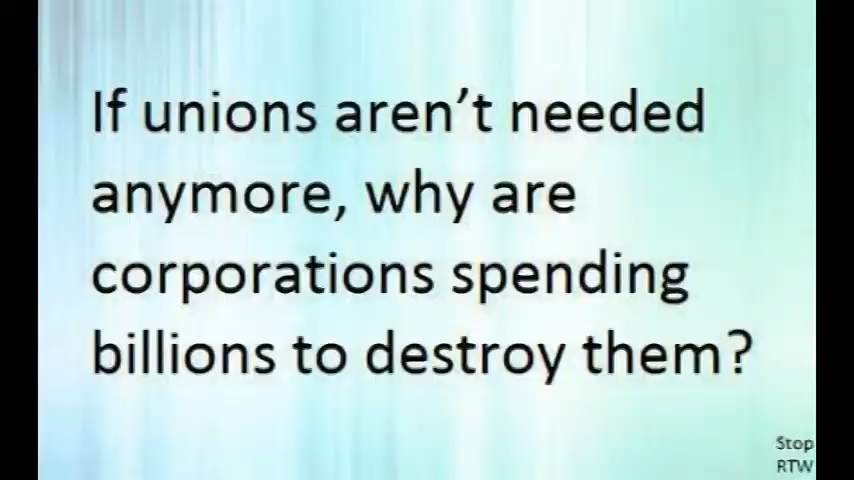 If unions aren’t needed
anymore, why are
corporations spending
billions to destroy them?
Stop
RTW